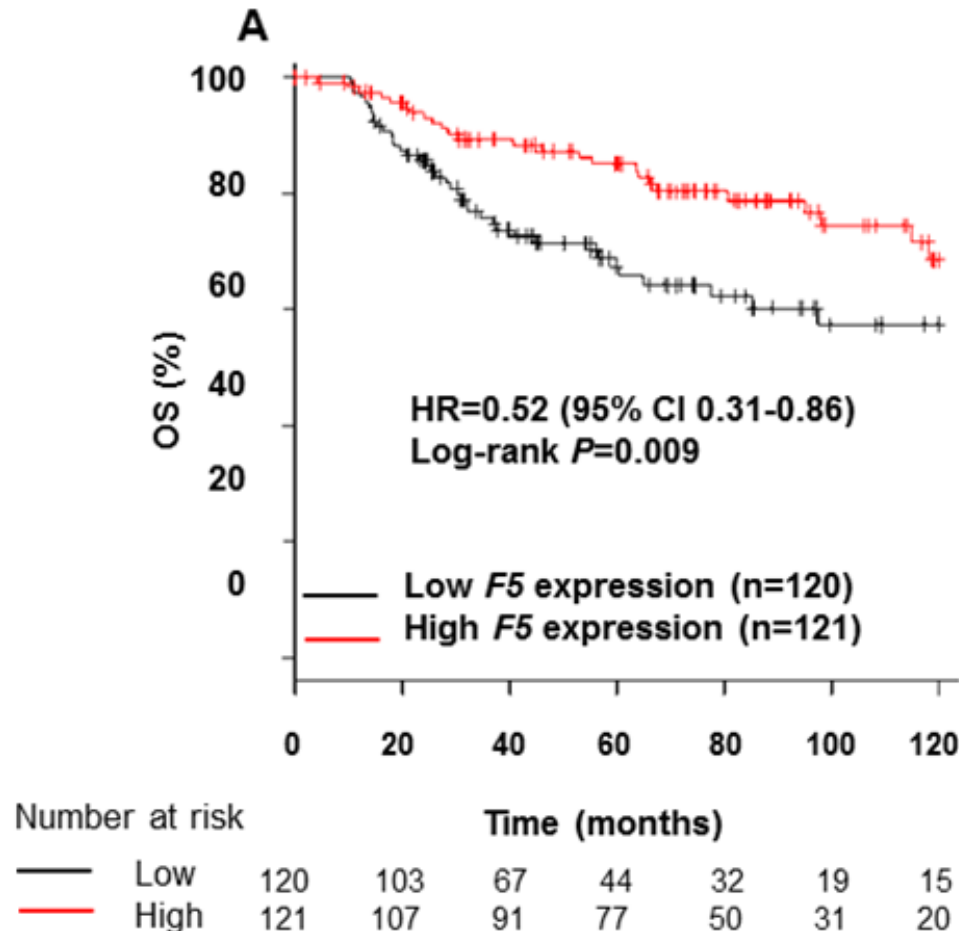 A
100
80
60
40
20
0
OS (%)
HR=0.52 (95% CI 0.31-0.86)
Log-rank P=0.009
Low F5 expression (n=120)
High F5 expression (n=121)
0 20 40 60 80 100 120
Number at risk Time (months)
Low 120 103 67 44 32 19 15
High 121 107 91 77 50 31 20